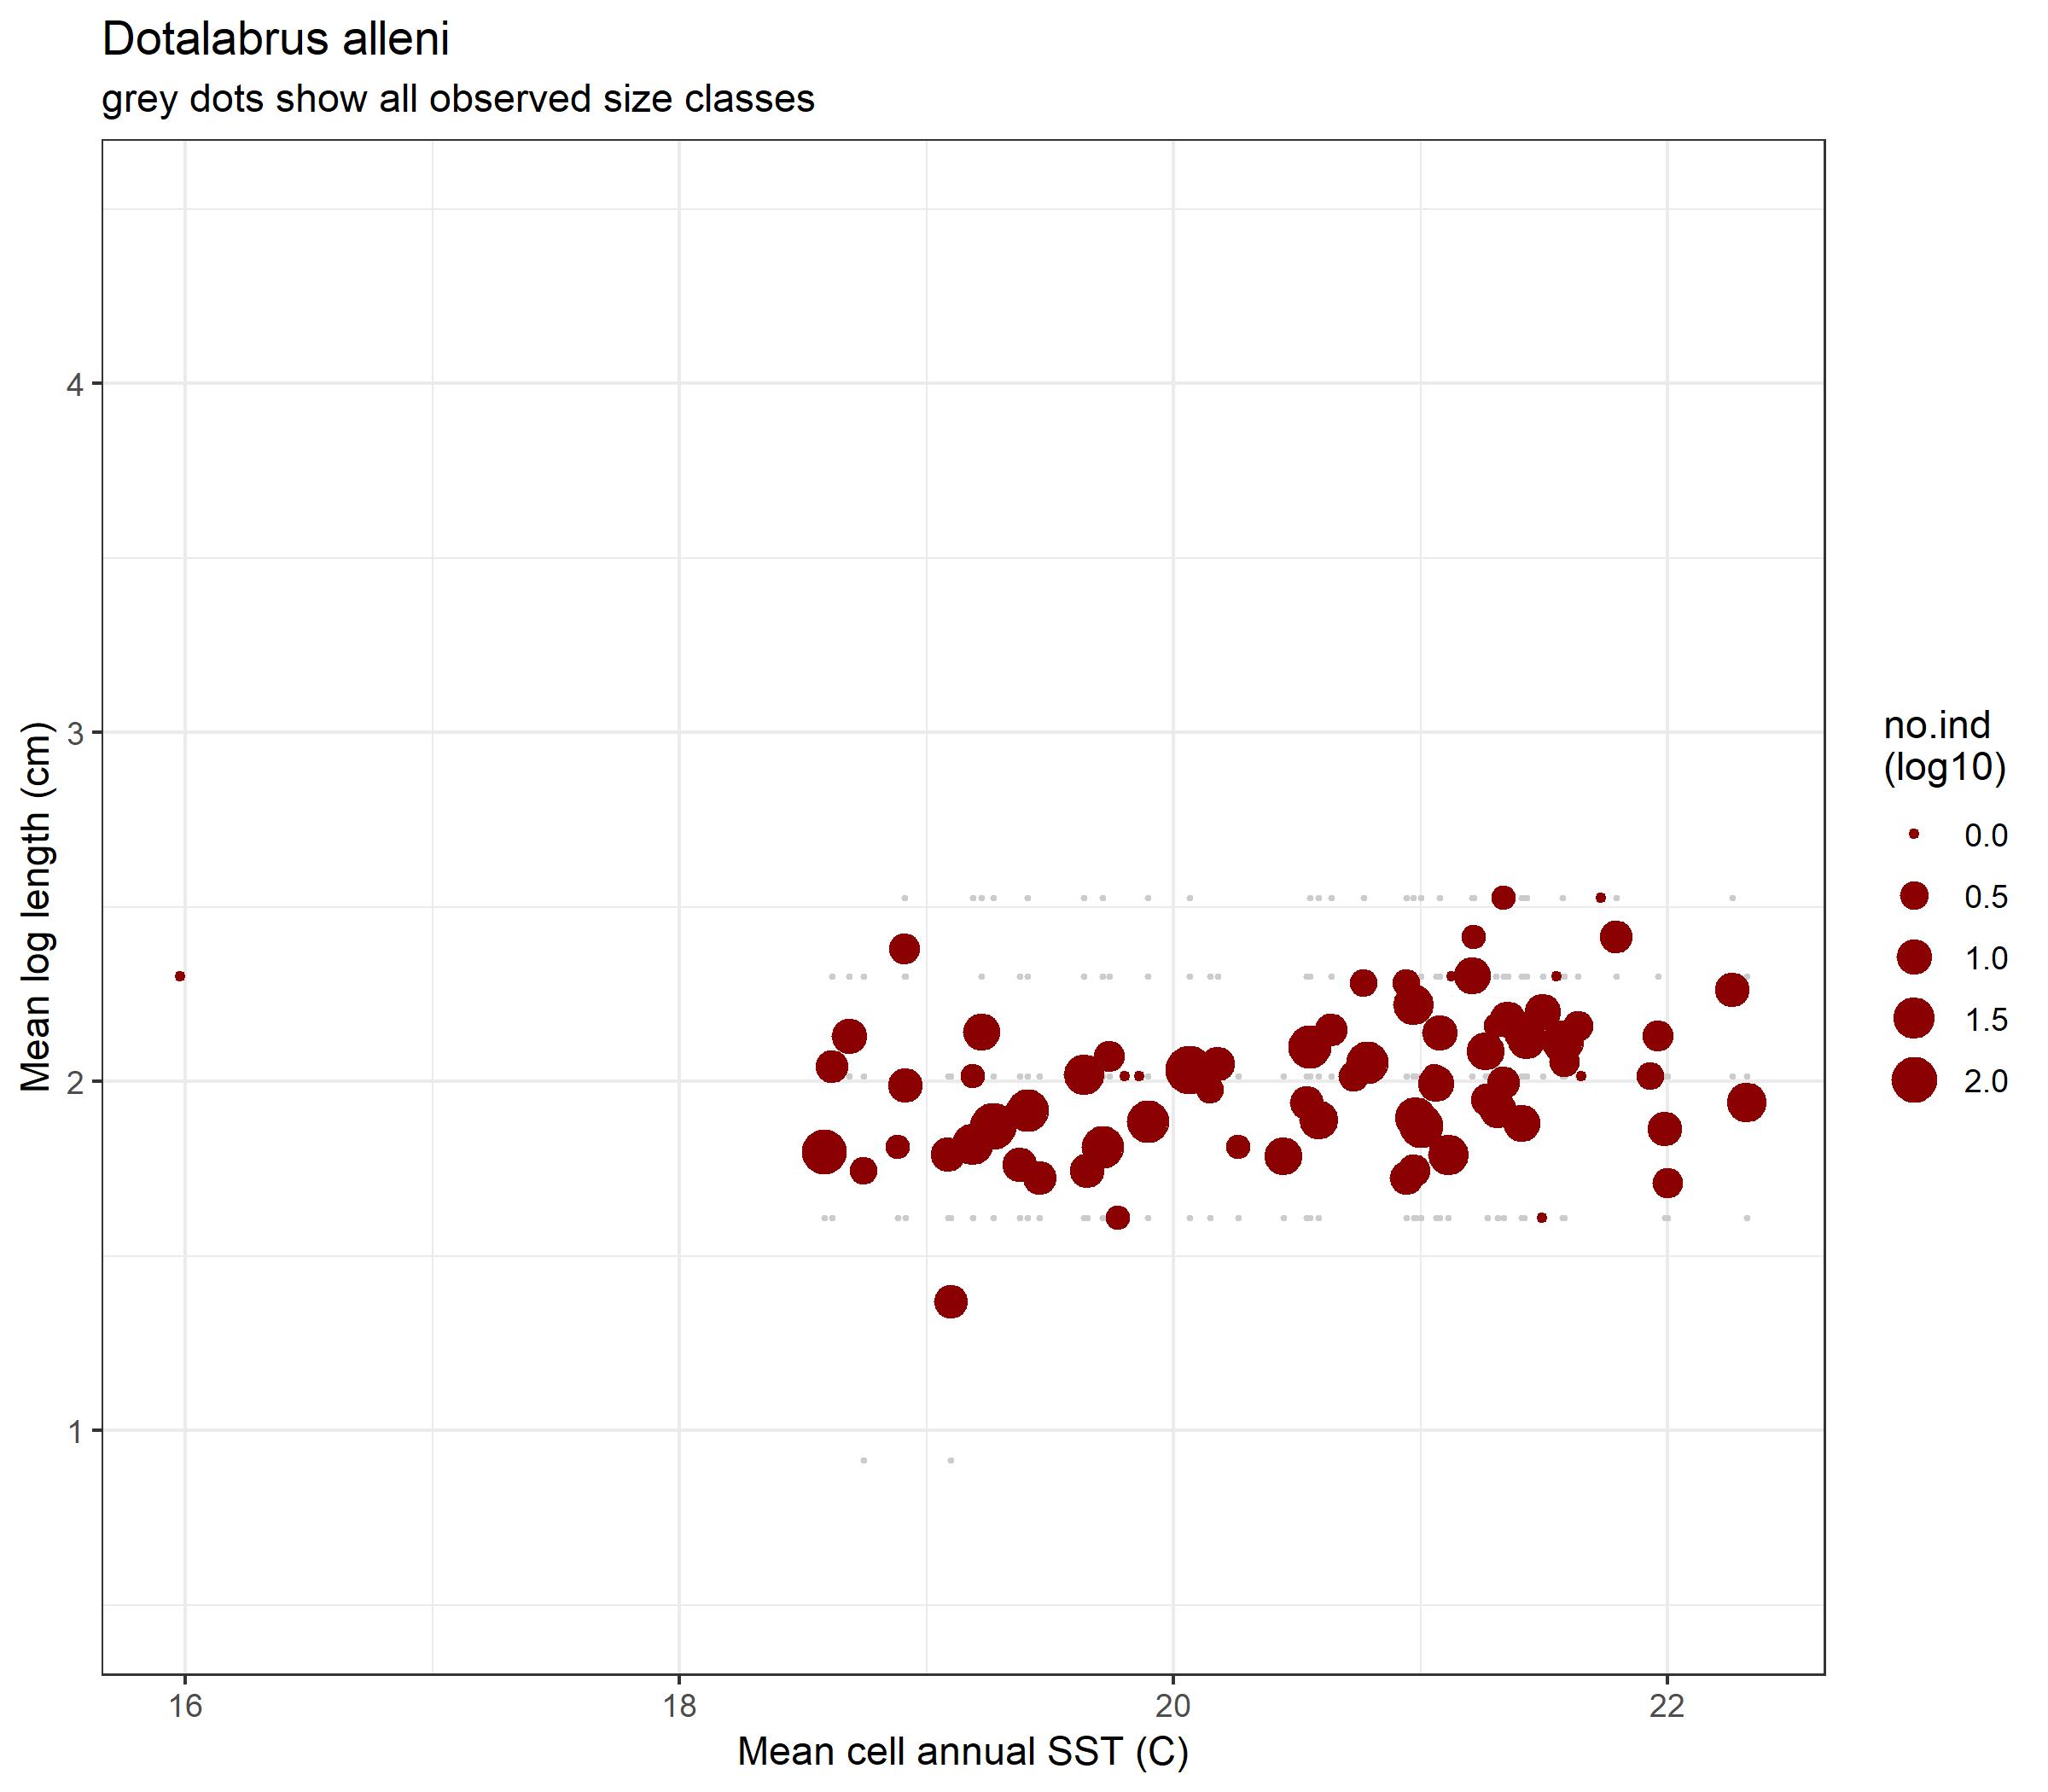 Dotalabrus alleni
grey dots show all observed size classes
Mean log length (cm)
4
3
2
1
16
18
20
22
Mean cell annual SST (C)
no.ind
(log10)
0.0
0.5
1.0
1.5
2.0